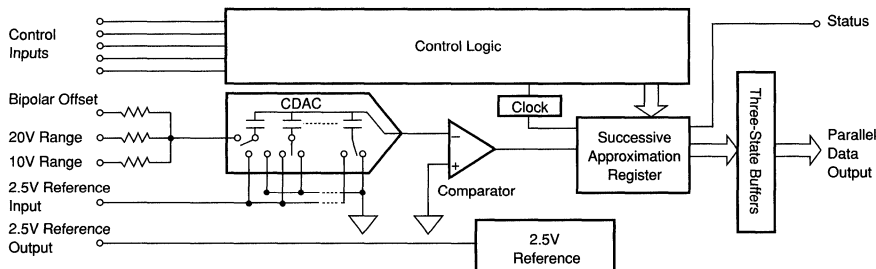 Control
Inputs
Control Logic
Status
Bipolar Offset
20V Range
10V Range
CDAC
Clock
Successive
Approximation
Register
Three-State Buffers
Parallel
Data
Output
−
+
Comparator
2.5V Reference
Input
2.5V Reference
Output
2.5V
Reference